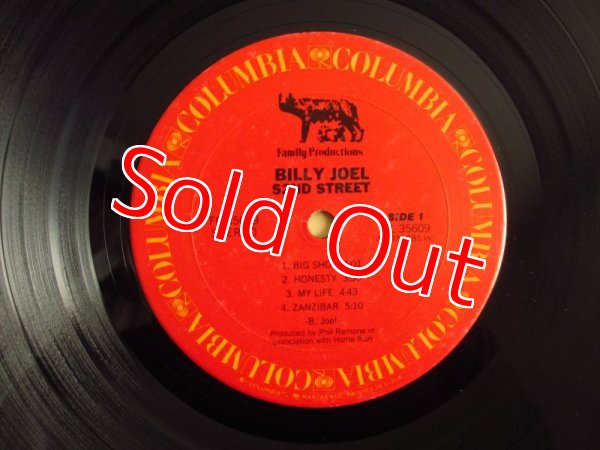 COLUMBIA COLUMBIA COLUMBIA COLUMBIA COLUMBIA COLUMBIA
Family Productions
BILLY JOEL
52ND STREET
SIDE 1
35609
1. BIG SHOT
2. HONESTY
3. MY LIFE 4:43
4. ZANZIBAR 5:10
-B. Joel
Produced by Phil Ramone in
association with Home Run
Sold Out